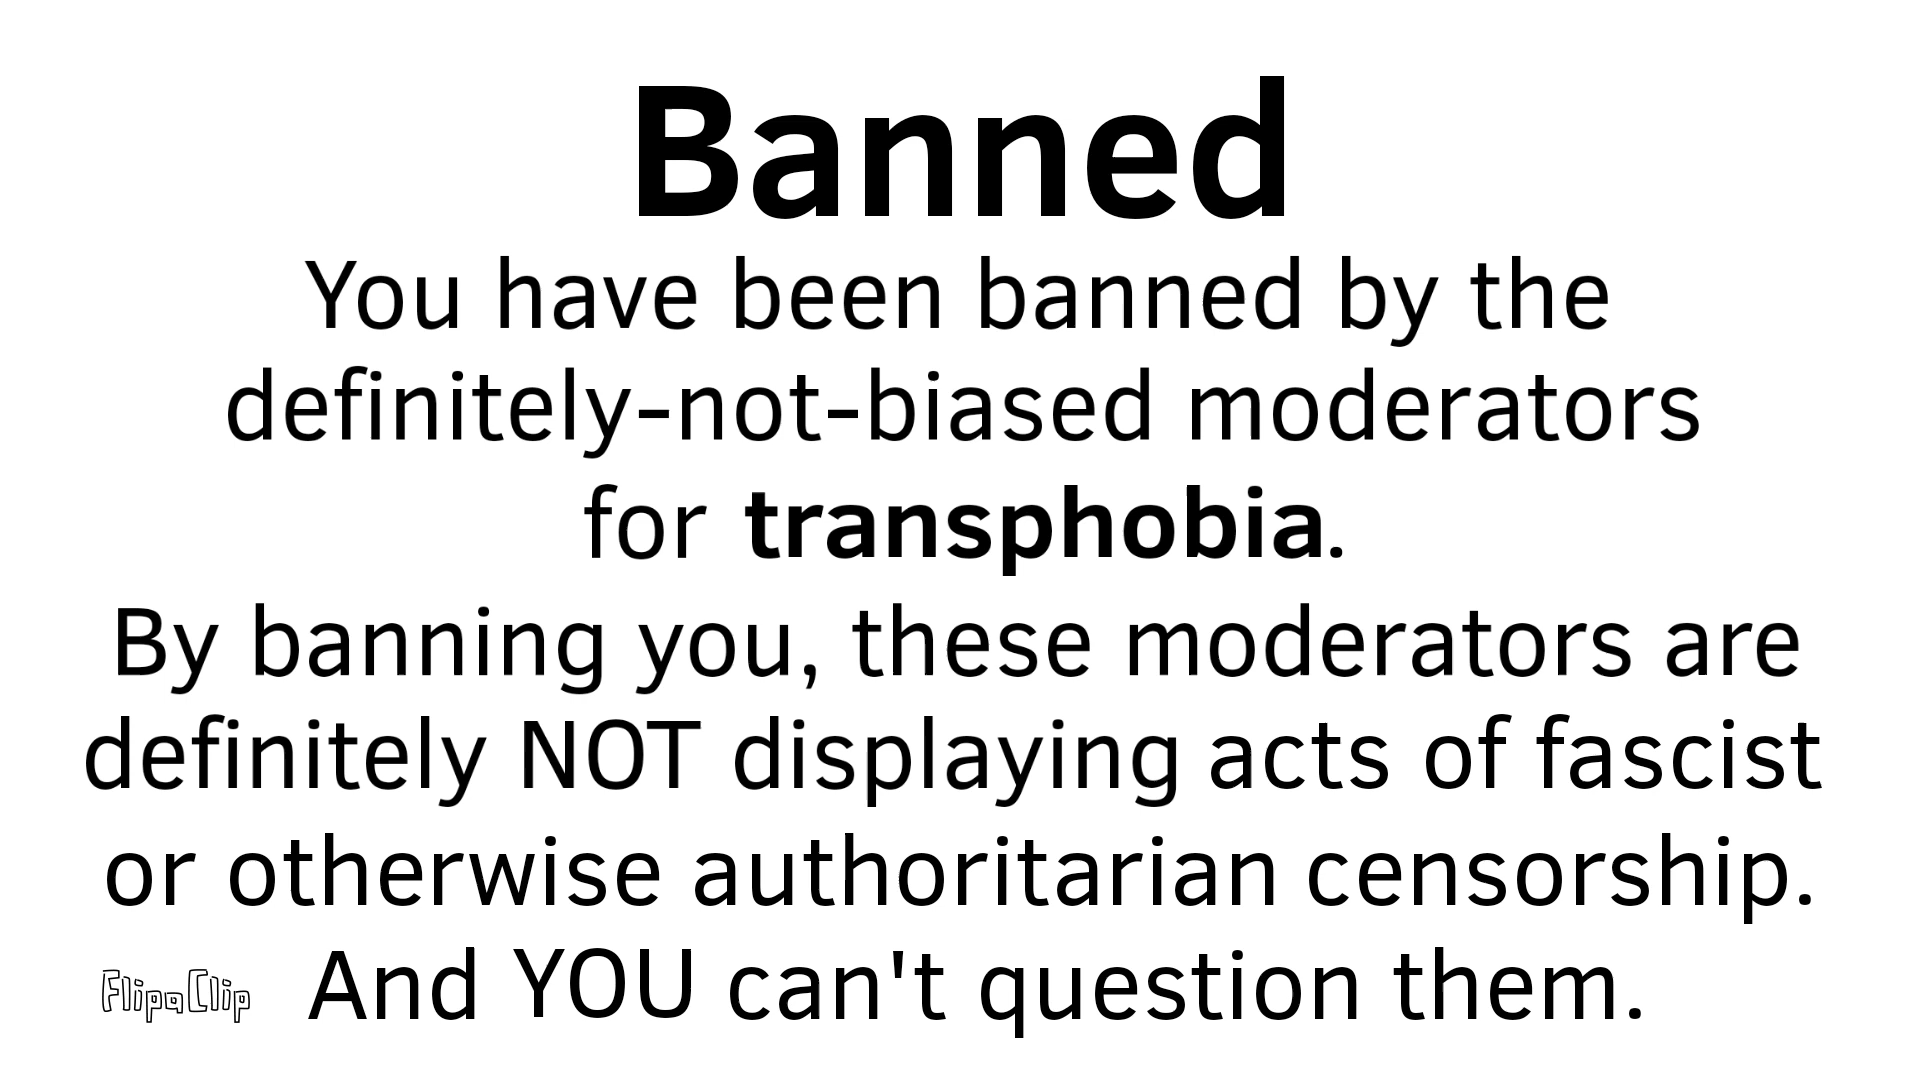 Banned
You have been banned by the
definitely-not-biased moderators
for transphobia.
By banning you, these moderators are
definitely NOT displaying acts of fascist
or otherwise authoritarian censorship.
And YOU can't question them.
FlipaClip